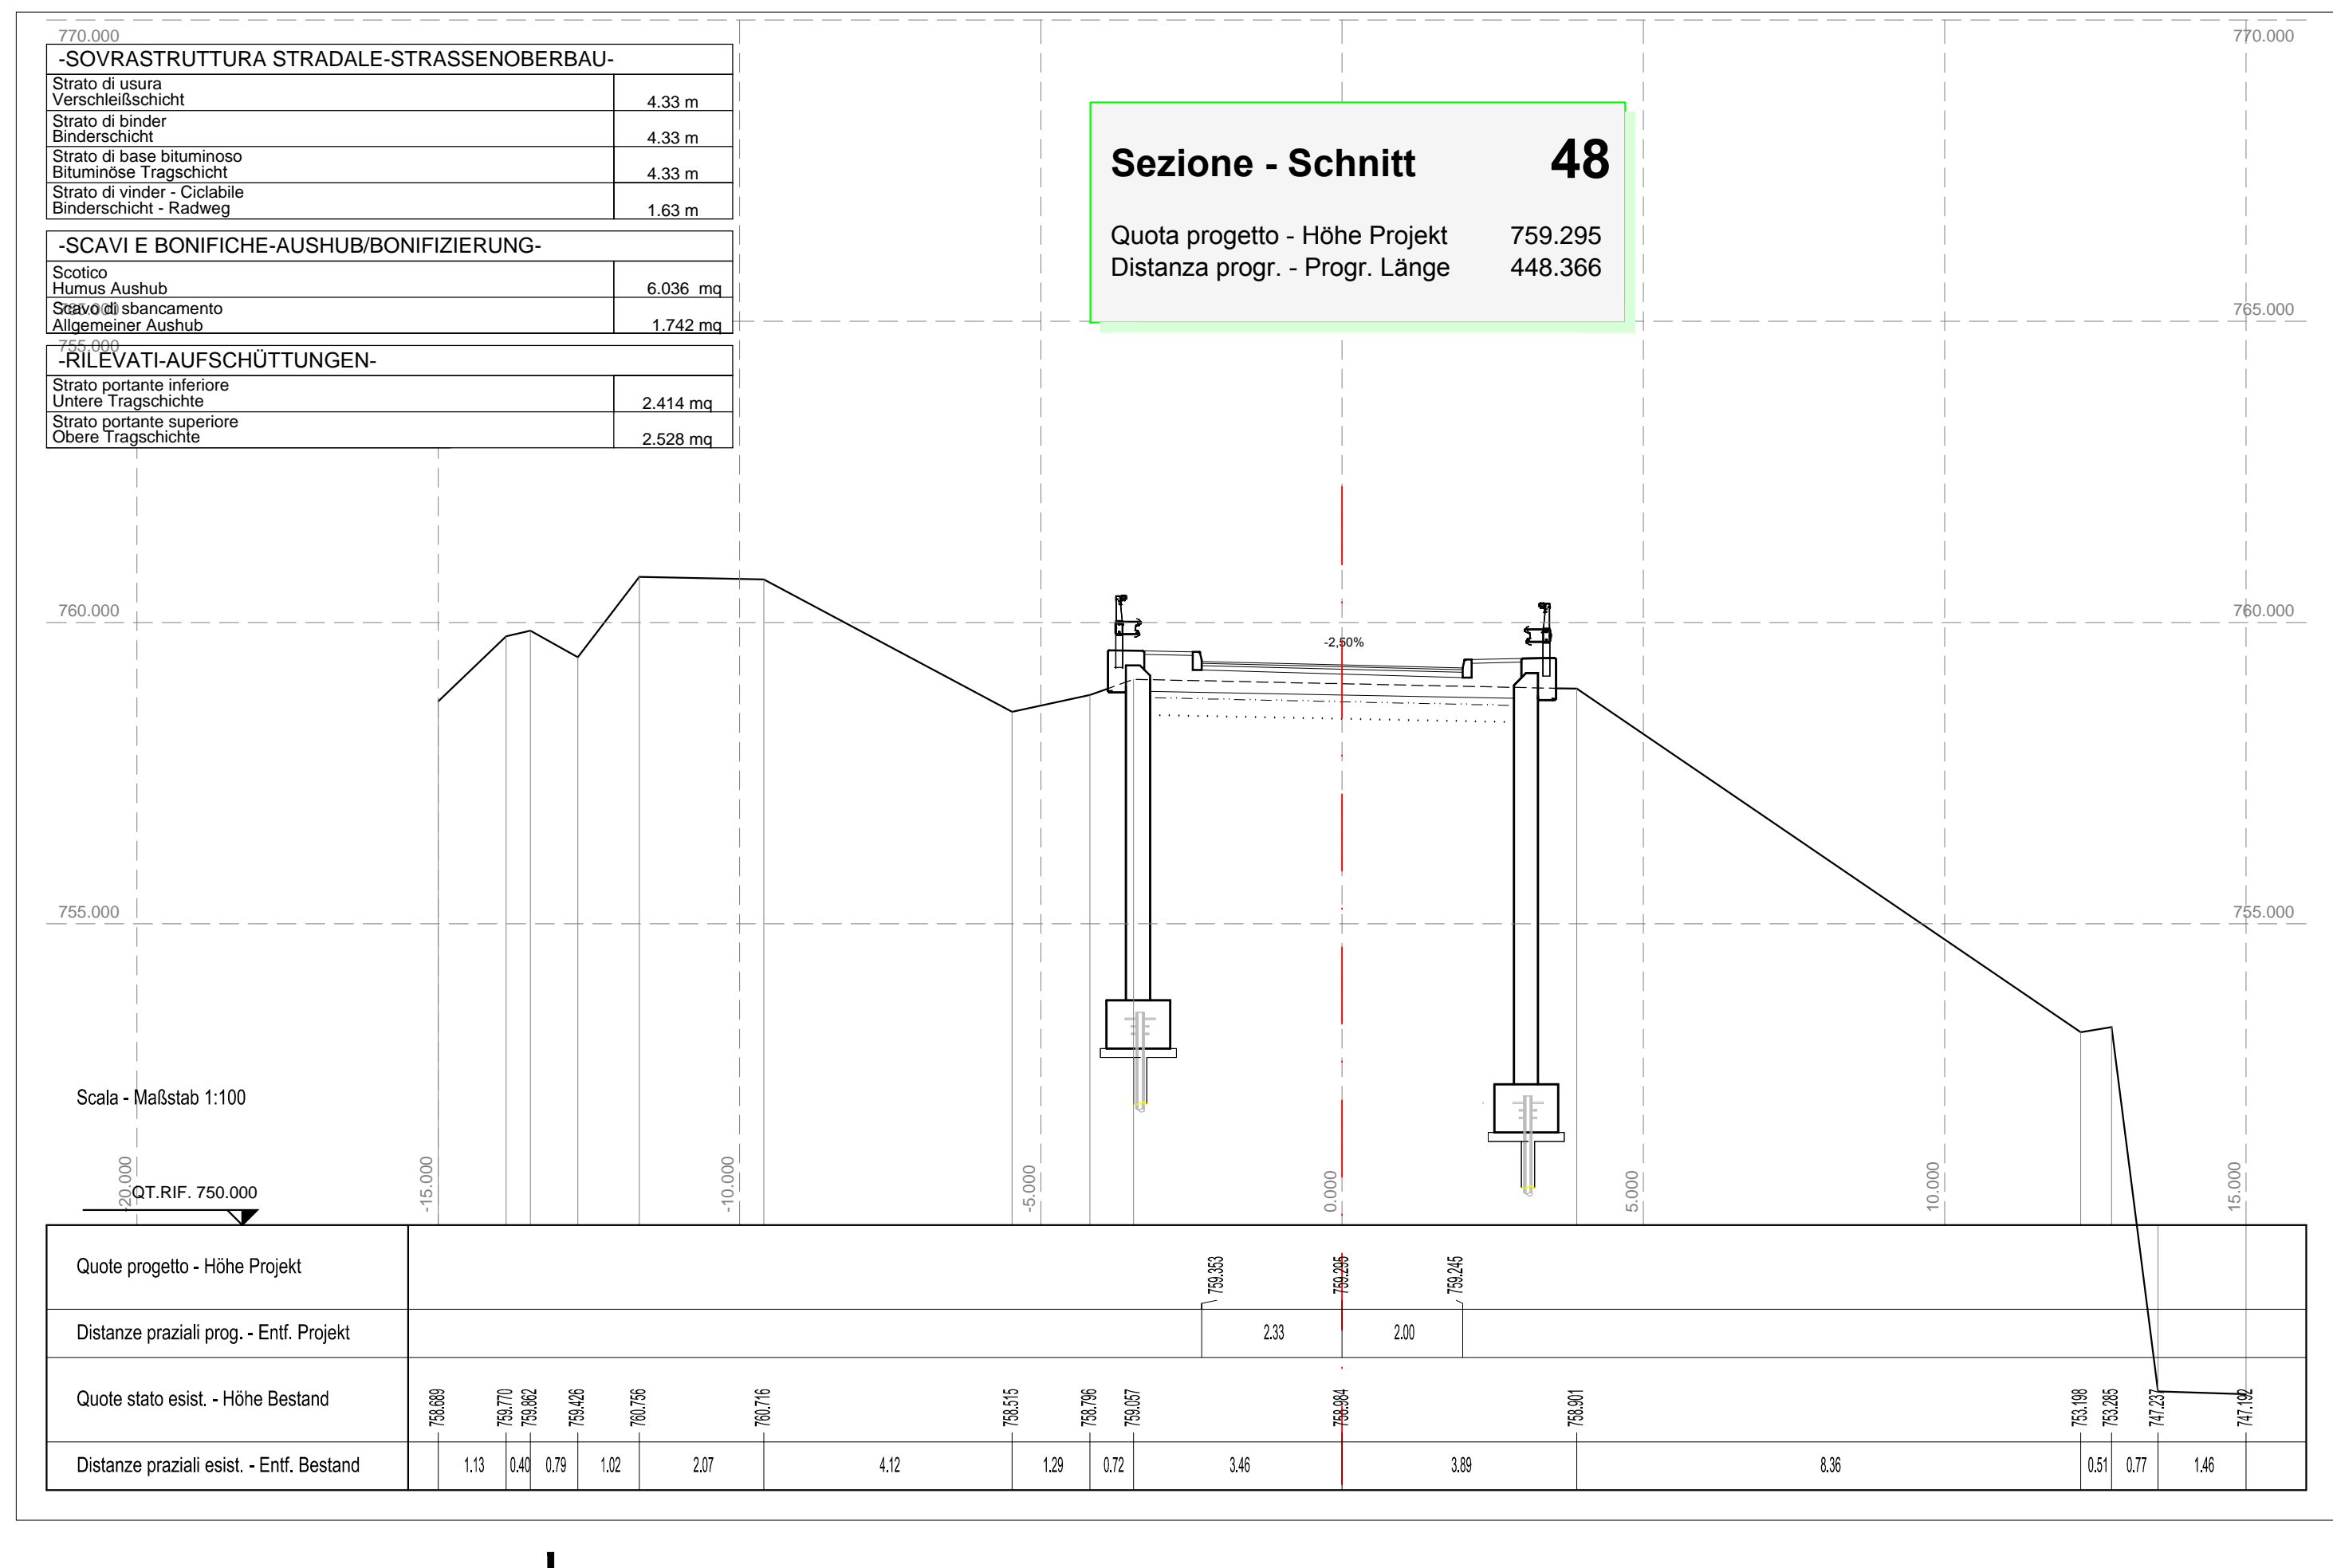 770.000
770.000
-SOVRASTRUTTURA STRADALE-STRASSENOBERBAU-
Strato di usura
Verschleißschicht
4.33 m
Strato di binder
Binderschicht
4.33 m
Strato di base bituminoso
Bituminöse Tragschicht
4.33 m
Strato di vinder - Ciclabile
Binderschicht - Radweg
1.63 m
-SCAVI E BONIFICHE-AUSHUB/BONIFIZIERUNG-
Scotico
Humus Aushub
6.036 mq
765.000
Scavo di sbancamento
Allgemeiner Aushub
1.742 mq
765.000
755.000
-RILEVATI-AUFSCHÜTTUNGEN-
Strato portante inferiore
Untere Tragschichte
2.414 mq
Strato portante superiore
Obere Tragschichte
2.528 mq
Sezione - Schnitt 48
Quota progetto - Höhe Projekt 759.295
Distanza progr. - Progr. Länge 448.366
760.000
760.000
-2,50%
755.000
755.000
Scala - Maßstab 1:100
-20.000 -15.000 -10.000 -5.000 0.000 5.000 10.000 15.000
QT.RIF. 750.000
Quote progetto - Höhe Projekt 759.353 759.295 759.245
Distanze praziali prog. - Entf. Projekt 2.33 2.00
Quote stato esist. - Höhe Bestand 758.689 759.770 759.862 759.426 760.756 760.716 758.515 758.796 759.057 758.984 758.901 753.198 753.285 747.237 747.192
Distanze praziali esist. - Entf. Bestand 1.13 0.40 0.79 1.02 2.07 4.12 1.29 0.72 3.46 3.89 8.36 0.51 0.77 1.46